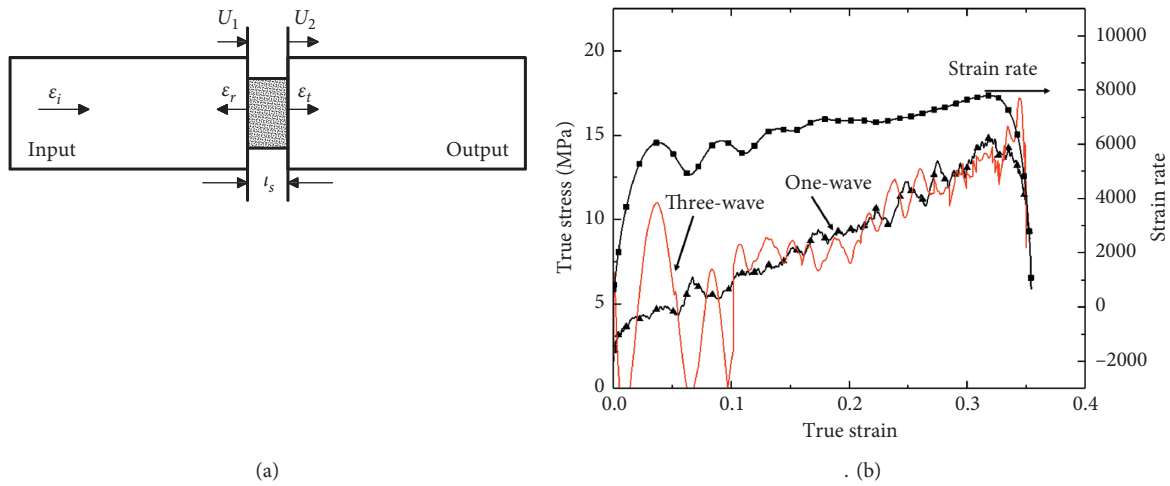 U1 U2
εi εr εt
Input Output
ιs
(a)
20
15
10
5
0
True stress (MPa)
0.0 0.1 0.2 0.3 0.4
True strain
10000
8000
6000
4000
2000
0
−2000
Strain rate
Strain rate
One-wave
Three-wave
. (b)